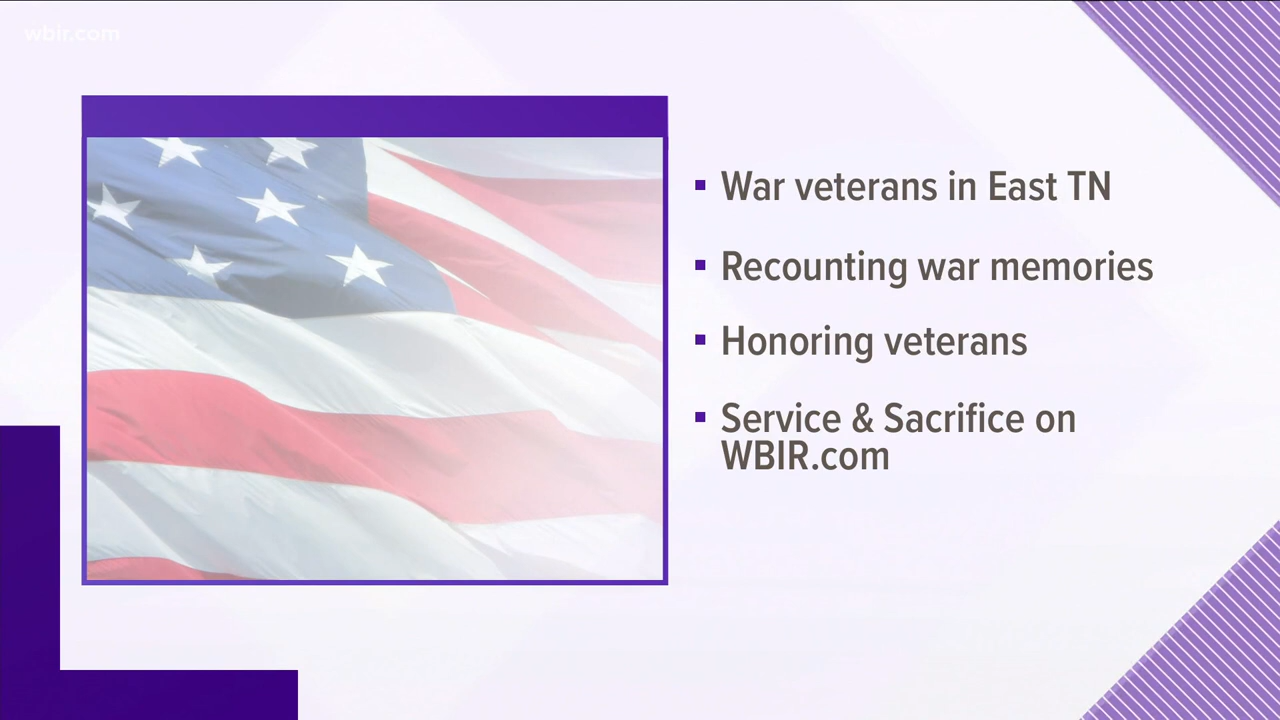 wbir.com
War veterans in East TN
Recounting war memories
Honoring veterans
Service & Sacrifice on
WBIR.com